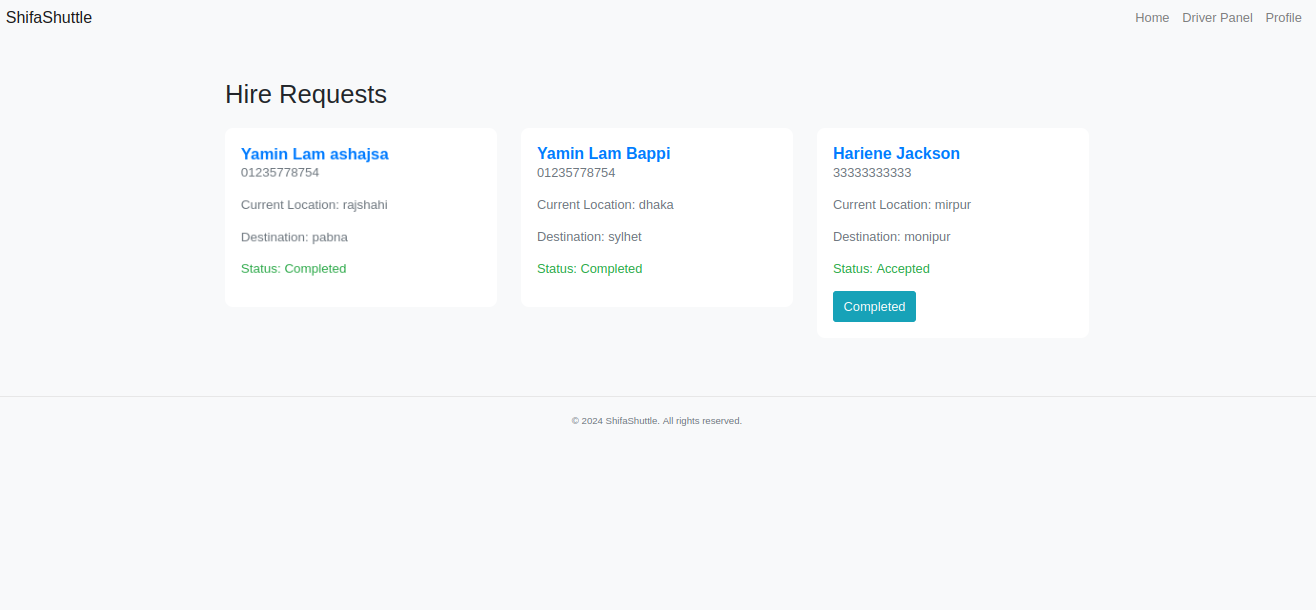 ShifaShuttle
Home Driver Panel Profile
Hire Requests
Yamin Lam ashajsa
01235778754
Current Location: rajshahi
Destination: pabna
Status: Completed
Yamin Lam Bappi
01235778754
Current Location: dhaka
Destination: sylhet
Status: Completed
Hariene Jackson
33333333333
Current Location: mirpur
Destination: monipur
Status: Accepted
Completed
© 2024 ShifaShuttle. All rights reserved.